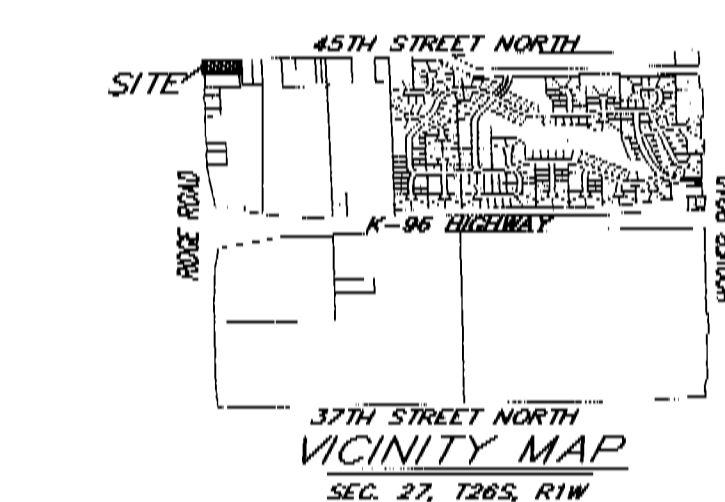 45TH STREET NORTH
SITE
RIDGE ROAD
K-96 HIGHWAY
37TH STREET NORTH
VICINITY MAP
SEC. 27, T26S, R1W